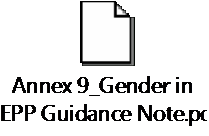 Annex 9_Gender in
EPP Guidance Note.pc